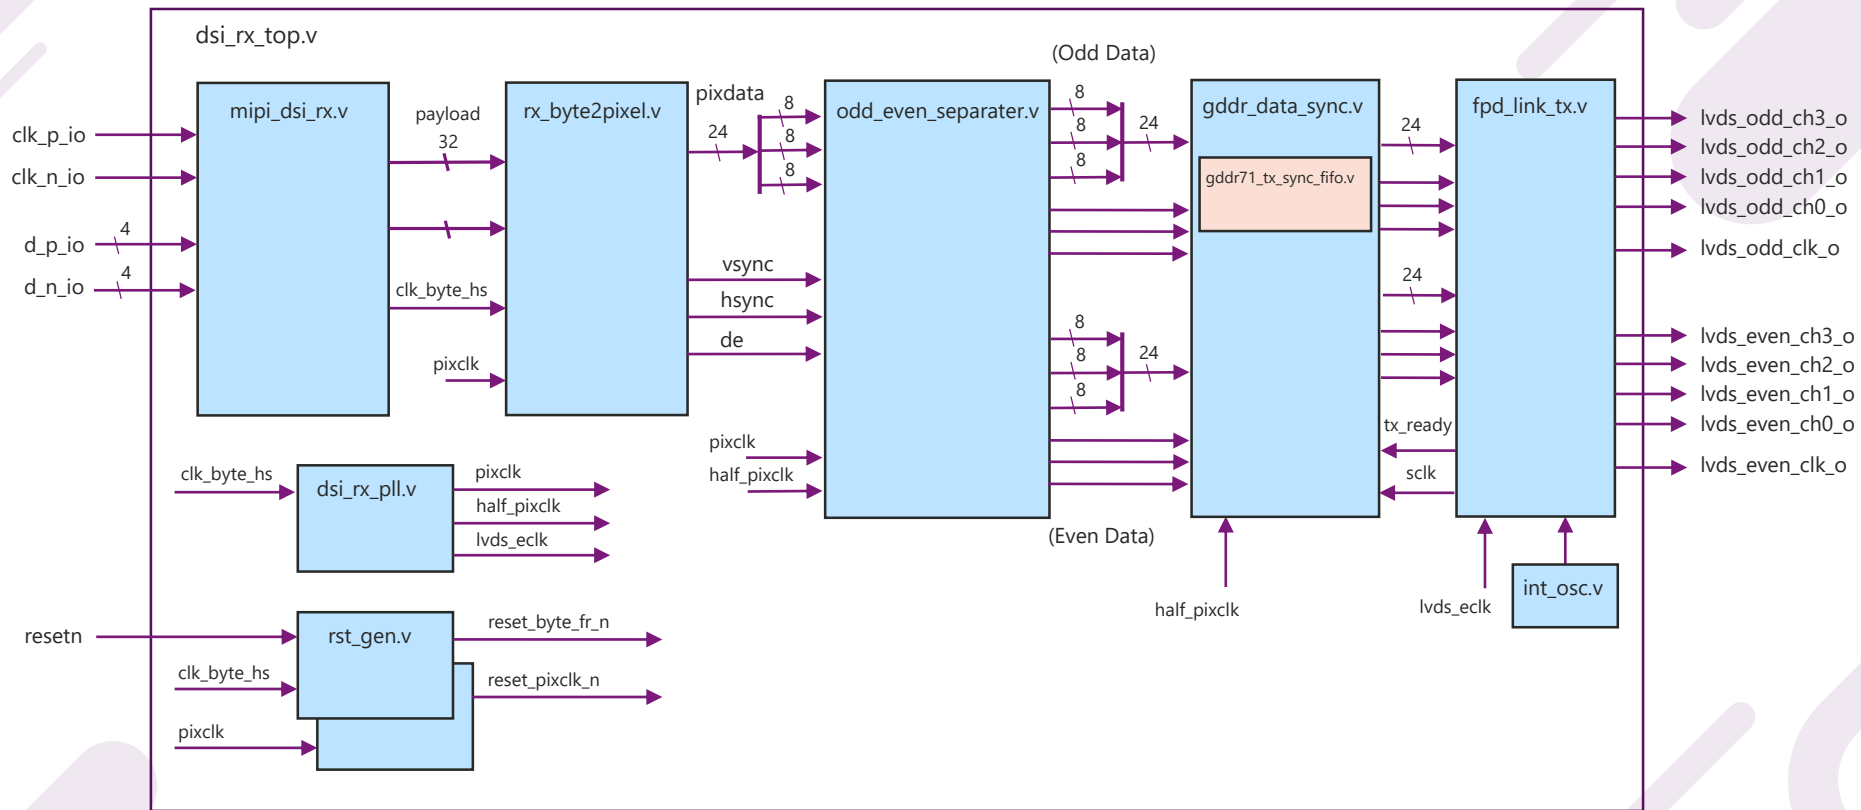 dsi_rx_top.v
(Odd Data)
mipi_dsi_rx.v
payload
32
rx_byte2pixel.v
pixdata
24
8
8
8
odd_even_separater.v
8
8
8
24
gddr_data_sync.v
gddr71_tx_sync_fifo.v
24
fpd_link_tx.v
clk_p_io
clk_n_io
d_p_io
4
d_n_io
4
clk_byte_hs
pixclk
vsync
hsync
de
pixclk
half_pixclk
8
8
8
24
(Even Data)
24
tx_ready
sclk
half_pixclk
lvds_eclk
int_osc.v
lvds_odd_ch3_o
lvds_odd_ch2_o
lvds_odd_ch1_o
lvds_odd_ch0_o
lvds_odd_clk_o
lvds_even_ch3_o
lvds_even_ch2_o
lvds_even_ch1_o
lvds_even_ch0_o
lvds_even_clk_o
clk_byte_hs
dsi_rx_pll.v
pixclk
half_pixclk
lvds_eclk
resetn
rst_gen.v
reset_byte_fr_n
clk_byte_hs
reset_pixclk_n
pixclk